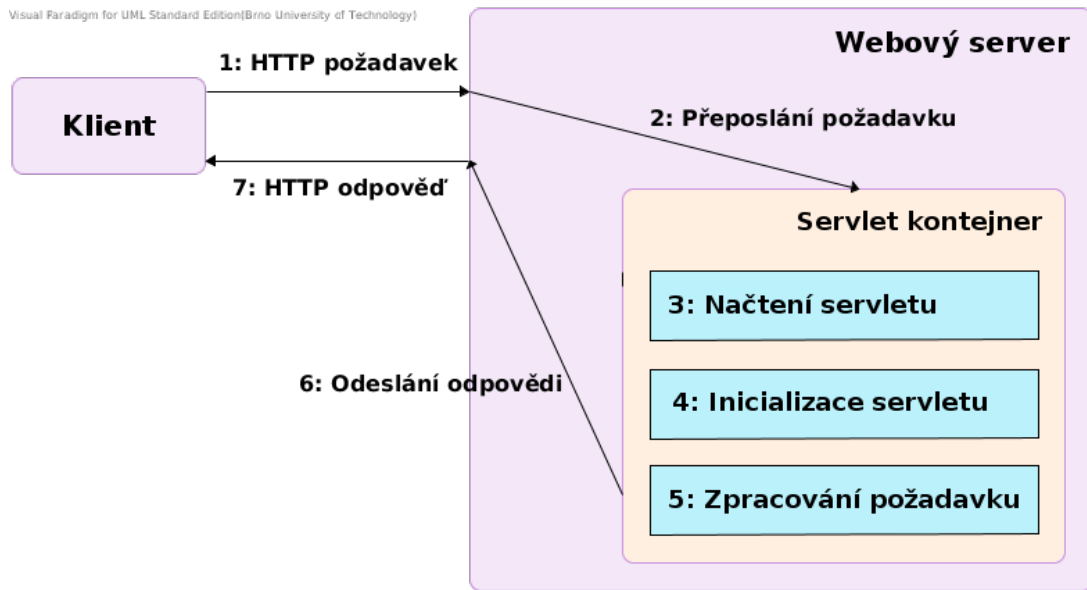 Visual Paradigm for UML Standard Edition(Brno University of Technology)
Webový server
1: HTTP požadavek
Klient
2: Přeposlání požadavku
7: HTTP odpověď
Servlet kontejner
3: Načtení servletu
6: Odeslání odpovědi
4: Inicializace servletu
5: Zpracování požadavku